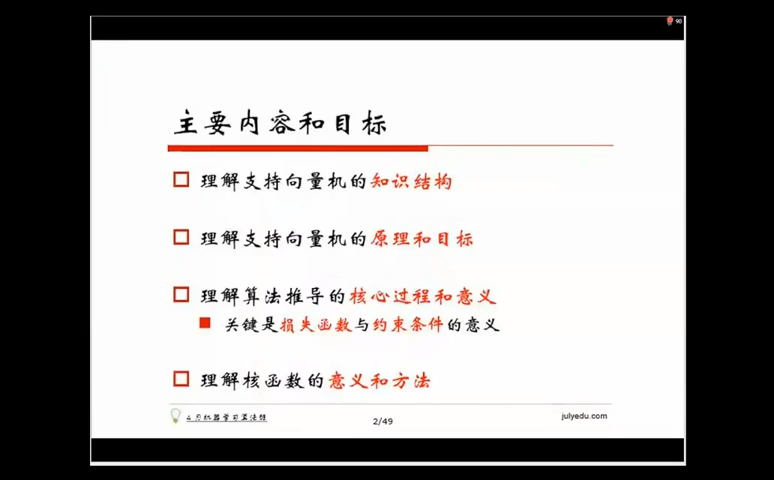 90
主要内容和目标
理解支持向量机的知识结构
理解支持向量机的原理和目标
理解算法推导的核心过程和意义
关键是损失函数与约束条件的意义
理解核函数的意义和方法
4月机器学习算法班
2/49
julyedu.com